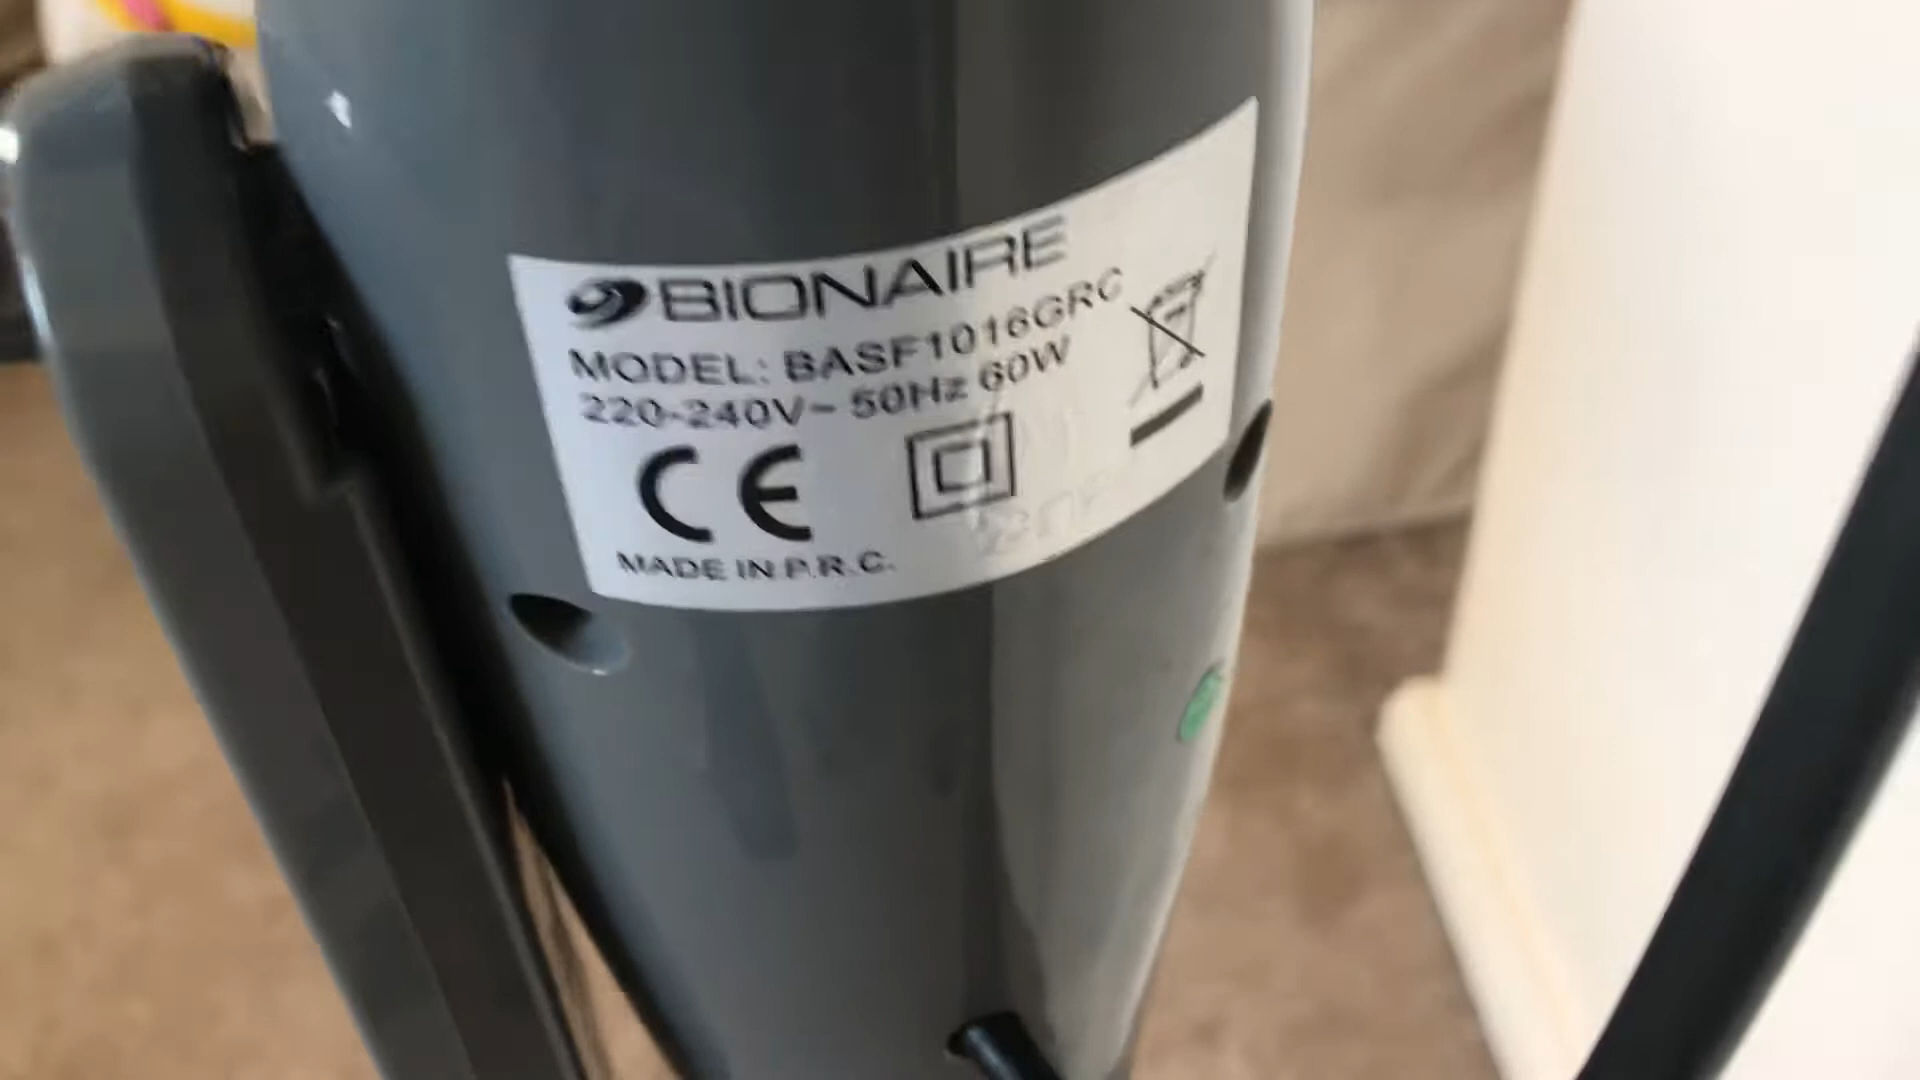 BIONAIRE
MODEL: BASF1016GRC
220-240V~ 50Hz 60W
CE
MADE IN P.R.C.